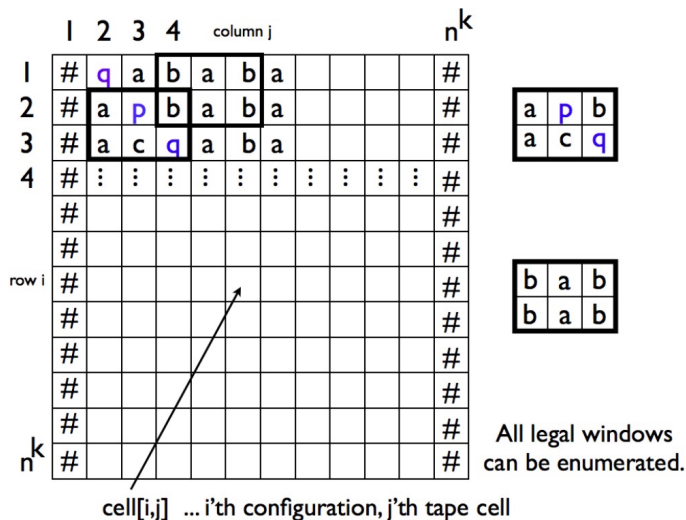 1 2 3 4 column j n^k
1 # q a b a b a #
2 # a p b a b a #
3 # a c q a b a #
4 # ⋮ ⋮ ⋮ ⋮ ⋮ ⋮ ⋮ ⋮ ⋮ ⋮ #
# #
# #
row i # #
# #
# #
# #
# #
n^k # #
a p b
a c q
b a b
b a b
All legal windows
can be enumerated.
cell[i,j] ... i'th configuration, j'th tape cell